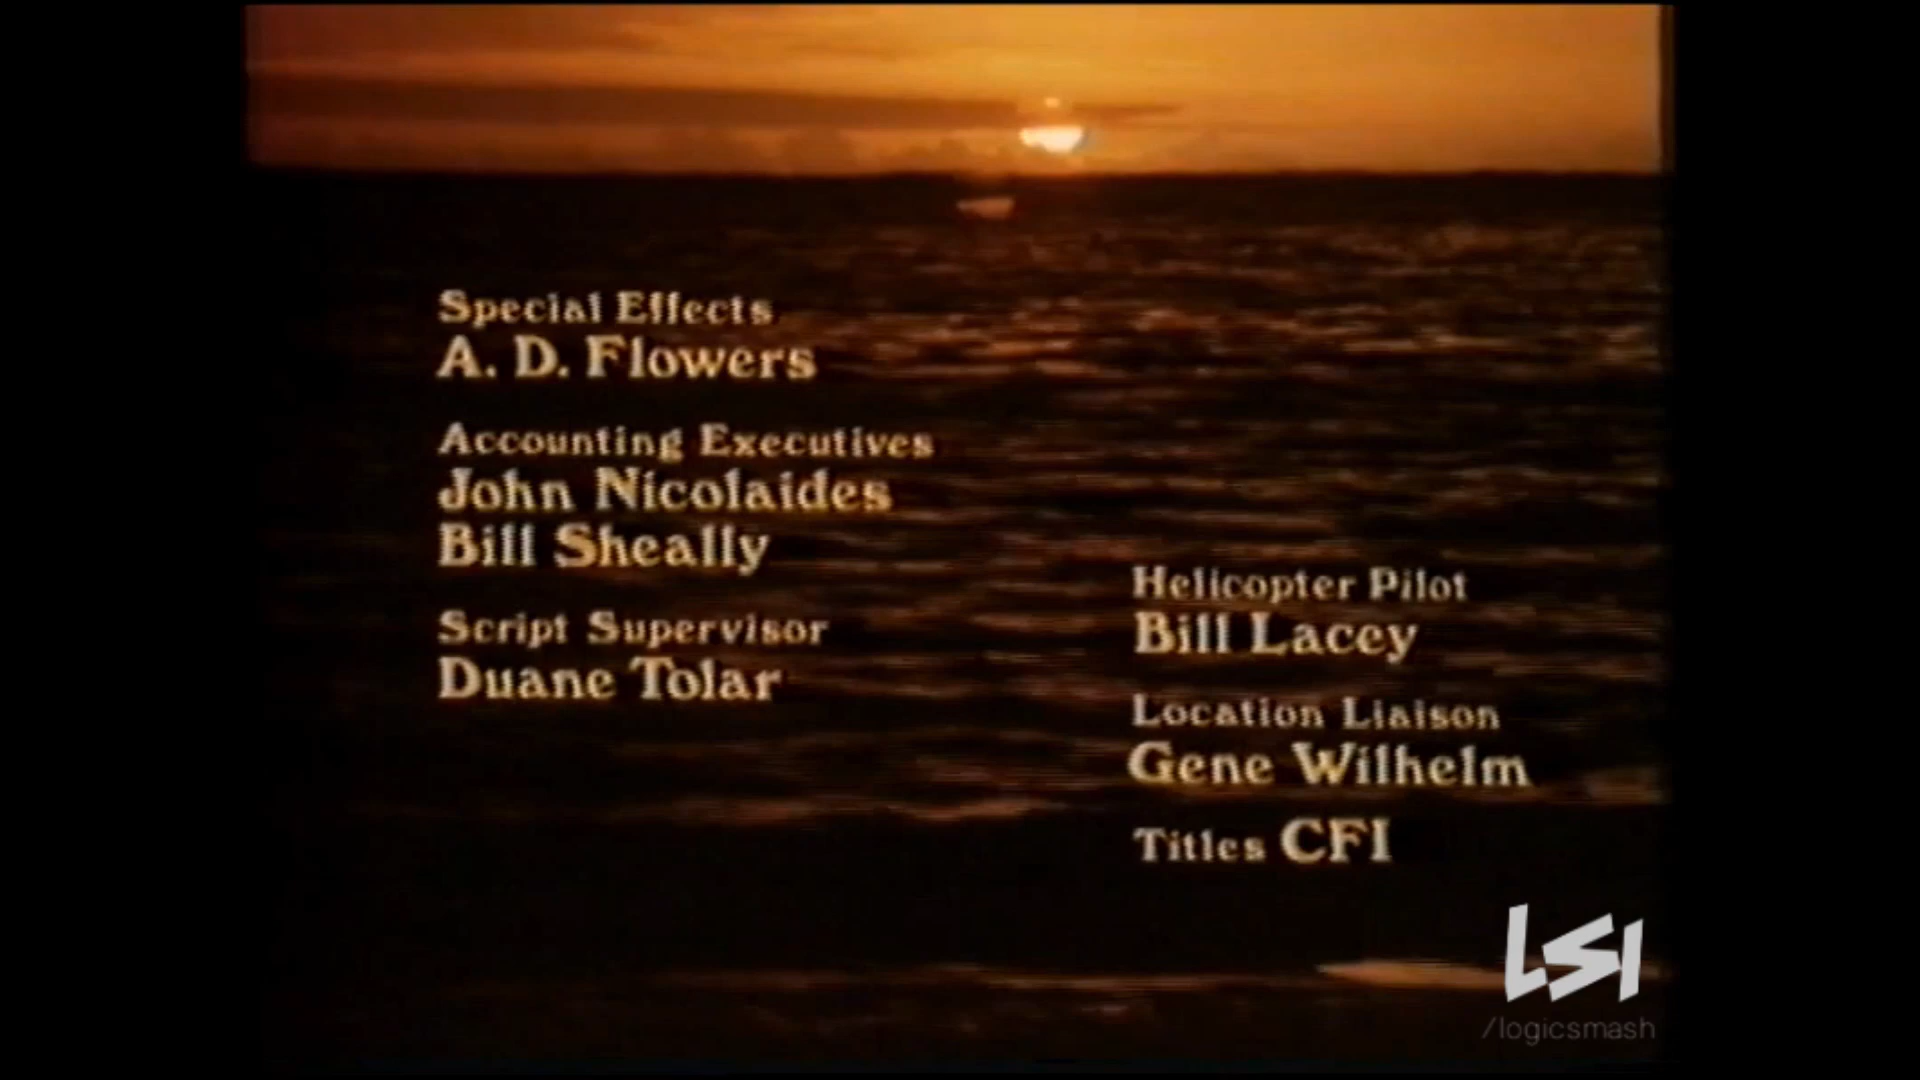 Special Effects
A. D. Flowers
Accounting Executives
John Nicolaides
Bill Sheally
Script Supervisor
Duane Tolar
Helicopter Pilot
Bill Lacey
Location Liaison
Gene Wilhelm
Titles CFI
LSI
/logicsmash